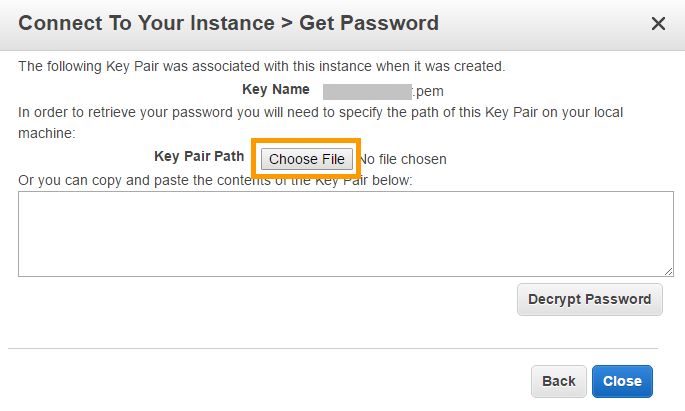 Connect To Your Instance > Get Password
The following Key Pair was associated with this instance when it was created.
Key Name .pem
In order to retrieve your password you will need to specify the path of this Key Pair on your local
machine:
Key Pair Path Choose File No file chosen
Or you can copy and paste the contents of the Key Pair below:
Decrypt Password
Back Close